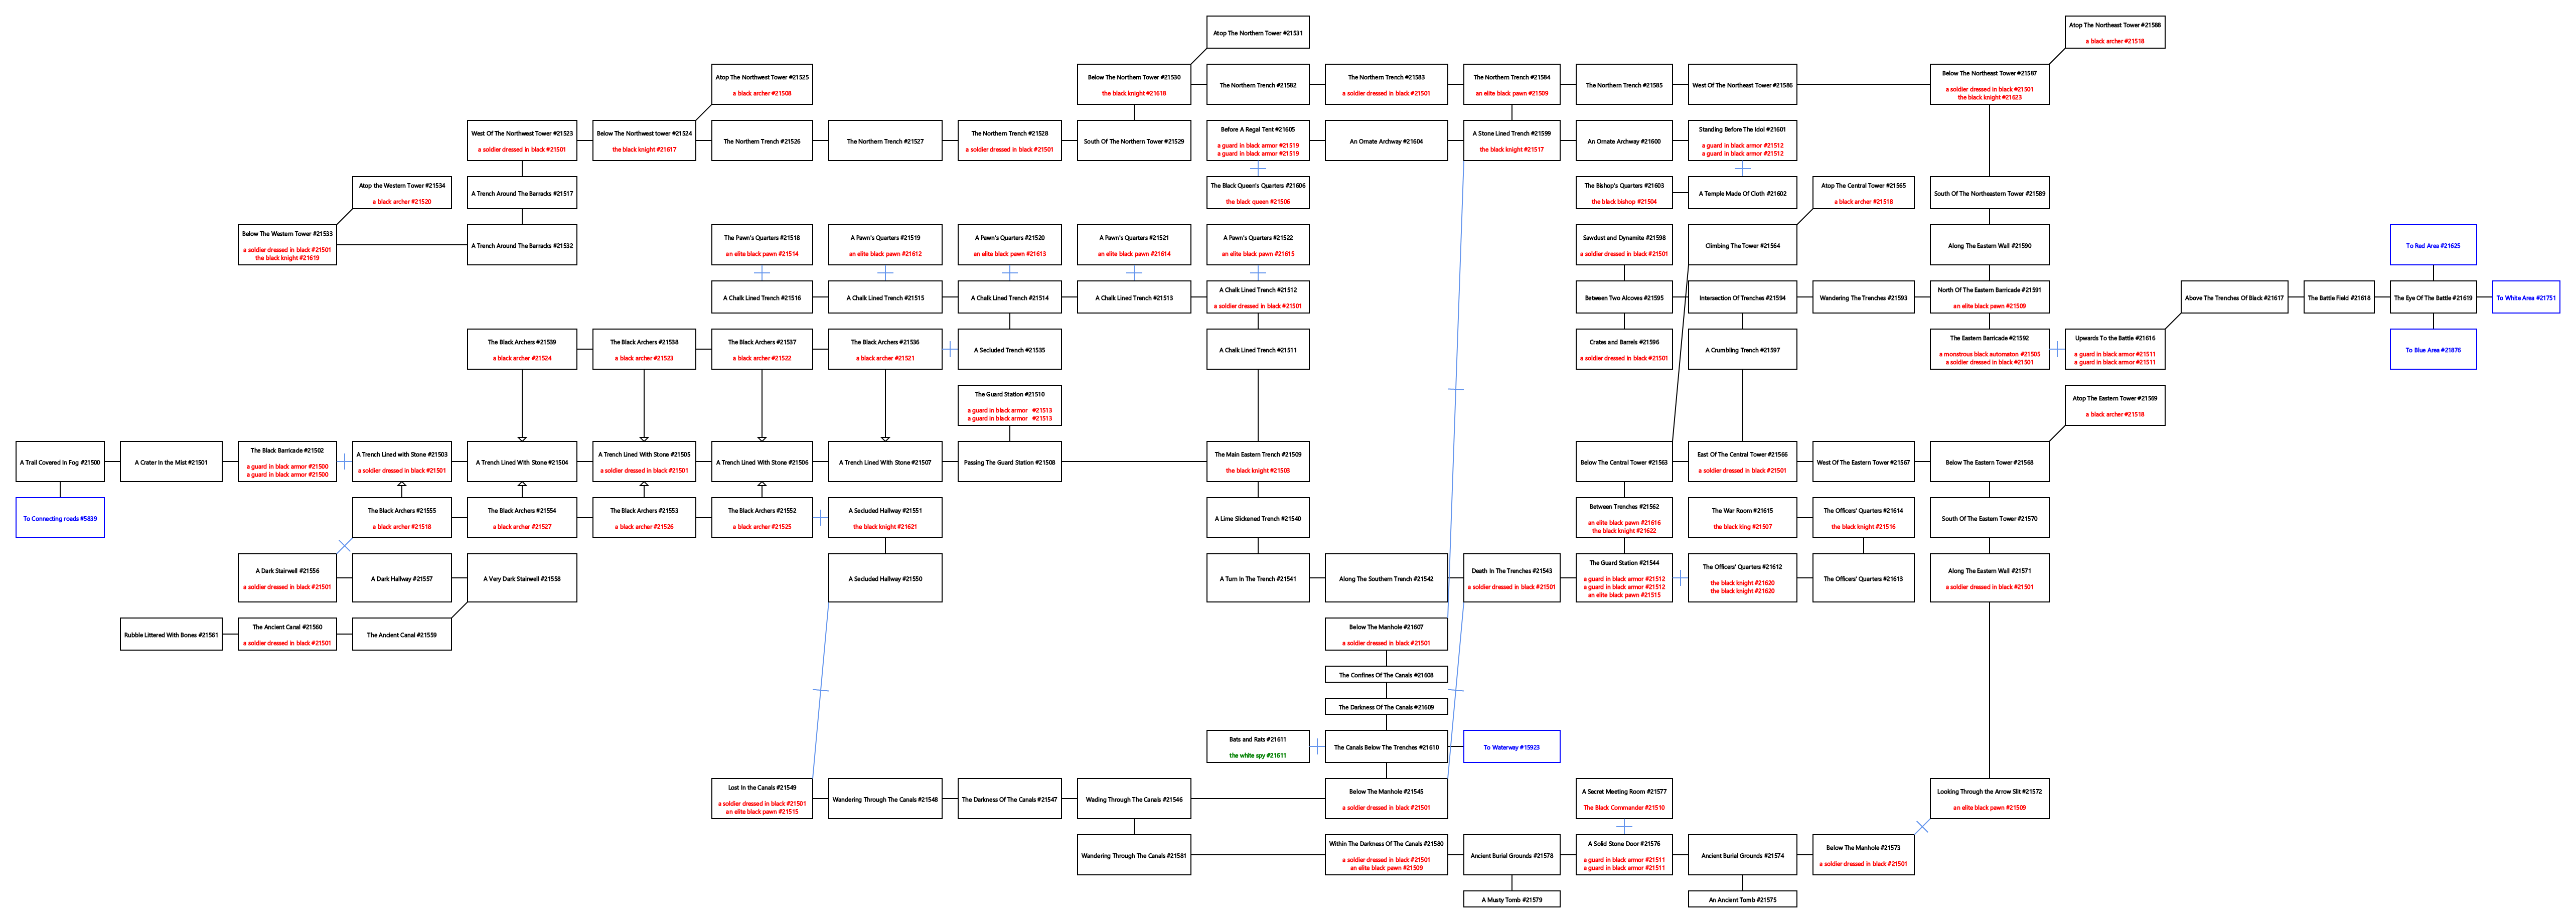 Atop The Northern Tower #21531
Atop The Northeast Tower #21588
a black archer #21518
Atop The Northwest Tower #21525
a black archer #21508
Below The Northern Tower #21530
the black knight #21618
The Northern Trench #21582
The Northern Trench #21583
a soldier dressed in black #21501
The Northern Trench #21584
an elite black pawn #21509
The Northern Trench #21585
West Of The Northeast Tower #21586
Below The Northeast Tower #21587
a soldier dressed in black #21501
the black knight #21623
West Of The Northwest Tower #21523
a soldier dressed in black #21501
Below The Northwest tower #21524
the black knight #21617
The Northern Trench #21526
The Northern Trench #21527
The Northern Trench #21528
a soldier dressed in black #21501
South Of The Northern Tower #21529
Before A Regal Tent #21605
a guard in black armor #21519
a guard in black armor #21519
An Ornate Archway #21604
A Stone Lined Trench #21599
the black knight #21517
An Ornate Archway #21600
Standing Before The Idol #21601
a guard in black armor #21512
a guard in black armor #21512
Atop the Western Tower #21534
a black archer #21520
A Trench Around The Barracks #21517
The Black Queen's Quarters #21606
the black queen #21506
The Bishop's Quarters #21603
the black bishop #21504
A Temple Made Of Cloth #21602
Atop The Central Tower #21565
a black archer #21518
South Of The Northeastern Tower #21589
Below The Western Tower #21533
a soldier dressed in black #21501
the black knight #21619
A Trench Around The Barracks #21532
The Pawn's Quarters #21518
an elite black pawn #21514
A Pawn's Quarters #21519
an elite black pawn #21612
A Pawn's Quarters #21520
an elite black pawn #21613
A Pawn's Quarters #21521
an elite black pawn #21614
A Pawn's Quarters #21522
an elite black pawn #21615
Sawdust and Dynamite #21598
a soldier dressed in black #21501
Climbing The Tower #21564
Along The Eastern Wall #21590
To Red Area #21625
A Chalk Lined Trench #21516
A Chalk Lined Trench #21515
A Chalk Lined Trench #21514
A Chalk Lined Trench #21513
A Chalk Lined Trench #21512
a soldier dressed in black #21501
Between Two Alcoves #21595
Intersection Of Trenches #21594
Wandering The Trenches #21593
North Of The Eastern Barricade #21591
an elite black pawn #21509
Above The Trenches Of Black #21617
The Battle Field #21618
The Eye Of The Battle #21619
To White Area #21751
The Black Archers #21539
a black archer #21524
The Black Archers #21538
a black archer #21523
The Black Archers #21537
a black archer #21522
The Black Archers #21536
a black archer #21521
A Secluded Trench #21535
A Chalk Lined Trench #21511
Crates and Barrels #21596
a soldier dressed in black #21501
A Crumbling Trench #21597
The Eastern Barricade #21592
a monstrous black automaton #21505
a soldier dressed in black #21501
Upwards To the Battle #21616
a guard in black armor #21511
a guard in black armor #21511
To Blue Area #21876
The Guard Station #21510
a guard in black armor #21513
a guard in black armor #21513
Atop The Eastern Tower #21569
a black archer #21518
A Trail Covered In Fog #21500
A Crater In the Mist #21501
The Black Barricade #21502
a guard in black armor #21500
a guard in black armor #21500
A Trench Lined with Stone #21503
a soldier dressed in black #21501
A Trench Lined With Stone #21504
A Trench Lined With Stone #21505
a soldier dressed in black #21501
A Trench Lined With Stone #21506
A Trench Lined With Stone #21507
Passing The Guard Station #21508
The Main Eastern Trench #21509
the black knight #21503
Below The Central Tower #21563
East Of The Central Tower #21566
a soldier dressed in black #21501
West Of The Eastern Tower #21567
Below The Eastern Tower #21568
To Connecting roads #5839
The Black Archers #21555
a black archer #21518
The Black Archers #21554
a black archer #21527
The Black Archers #21553
a black archer #21526
The Black Archers #21552
a black archer #21525
A Secluded Hallway #21551
the black knight #21621
A Lime Slickened Trench #21540
Between Trenches #21562
an elite black pawn #21616
the black knight #21622
The War Room #21615
the black king #21507
The Officers' Quarters #21614
the black knight #21516
South Of The Eastern Tower #21570
A Dark Stairwell #21556
a soldier dressed in black #21501
A Dark Hallway #21557
A Very Dark Stairwell #21558
A Secluded Hallway #21550
A Turn In The Trench #21541
Along The Southern Trench #21542
Death In The Trenches #21543
a soldier dressed in black #21501
The Guard Station #21544
a guard in black armor #21512
a guard in black armor #21512
an elite black pawn #21515
The Officers' Quarters #21612
the black knight #21620
the black knight #21620
The Officers' Quarters #21613
Along The Eastern Wall #21571
a soldier dressed in black #21501
Rubble Littered With Bones #21561
The Ancient Canal #21560
a soldier dressed in black #21501
The Ancient Canal #21559
Below The Manhole #21607
a soldier dressed in black #21501
The Confines Of The Canals #21608
The Darkness Of The Canals #21609
Bats and Rats #21611
the white spy #21611
The Canals Below The Trenches #21610
To Waterway #15923
Lost In the Canals #21549
a soldier dressed in black #21501
an elite black pawn #21515
Wandering Through The Canals #21548
The Darkness Of The Canals #21547
Wading Through The Canals #21546
Below The Manhole #21545
a soldier dressed in black #21501
A Secret Meeting Room #21577
The Black Commander #21510
Looking Through the Arrow Slit #21572
an elite black pawn #21509
Wandering Through The Canals #21581
Within The Darkness Of The Canals #21580
a soldier dressed in black #21501
an elite black pawn #21509
Ancient Burial Grounds #21578
A Solid Stone Door #21576
a guard in black armor #21511
a guard in black armor #21511
Ancient Burial Grounds #21574
Below The Manhole #21573
a soldier dressed in black #21501
A Musty Tomb #21579
An Ancient Tomb #21575